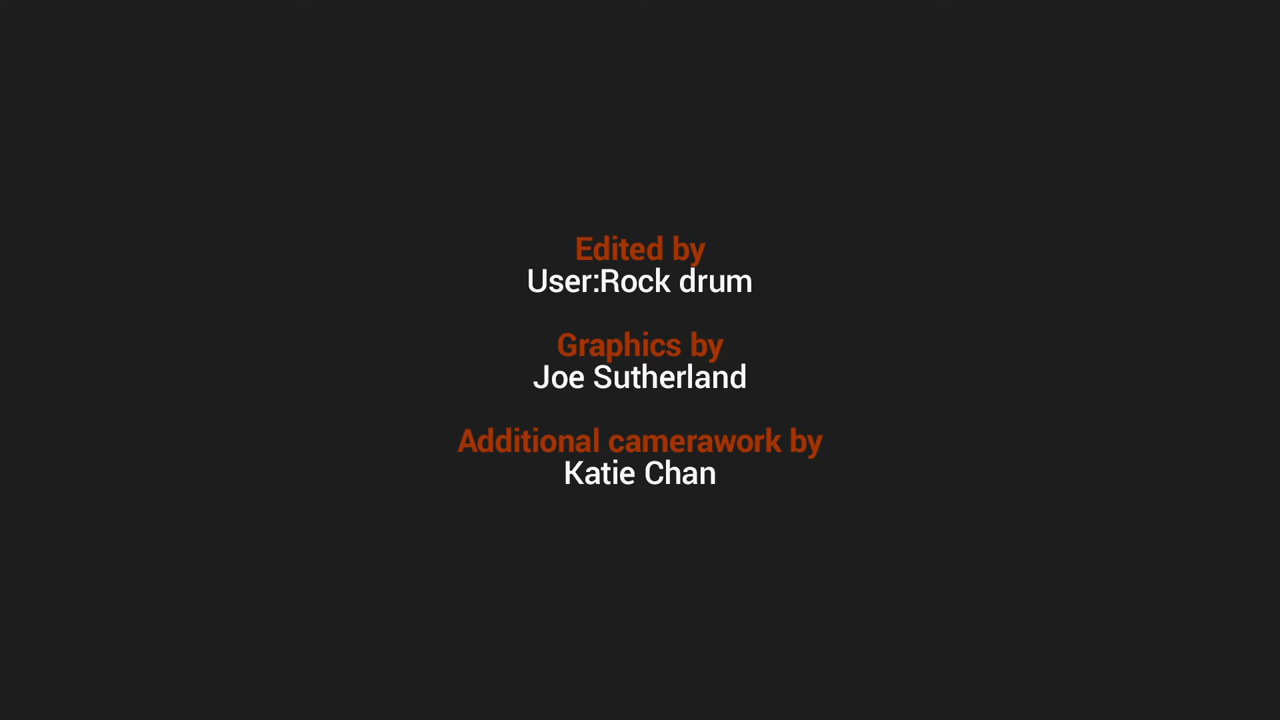 Edited by
User:Rock drum
Graphics by
Joe Sutherland
Additional camerawork by
Katie Chan